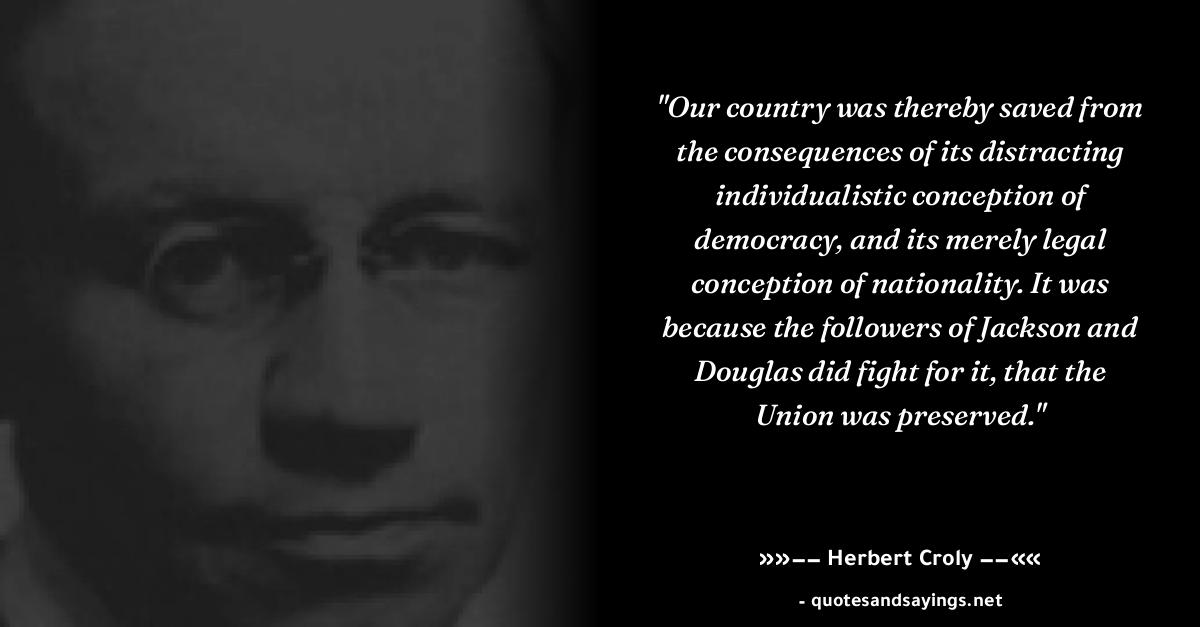 "Our country was thereby saved from
the consequences of its distracting
individualistic conception of
democracy, and its merely legal
conception of nationality. It was
because the followers of Jackson and
Douglas did fight for it, that the
Union was preserved."
»»−− Herbert Croly −−««
- quotesandsayings.net